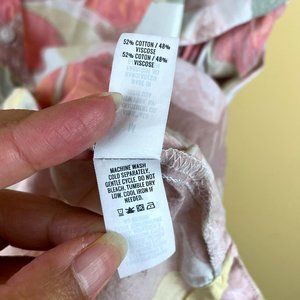 52% COTTON / 48%
VISCOSE
52% COTTON / 48%
VISCOSE
MACHINE WASH
COLD SEPARATELY,
GENTLE CYCLE. DO NOT
BLEACH, TUMBLE DRY
LOW. COOL IRON IF
NEEDED.